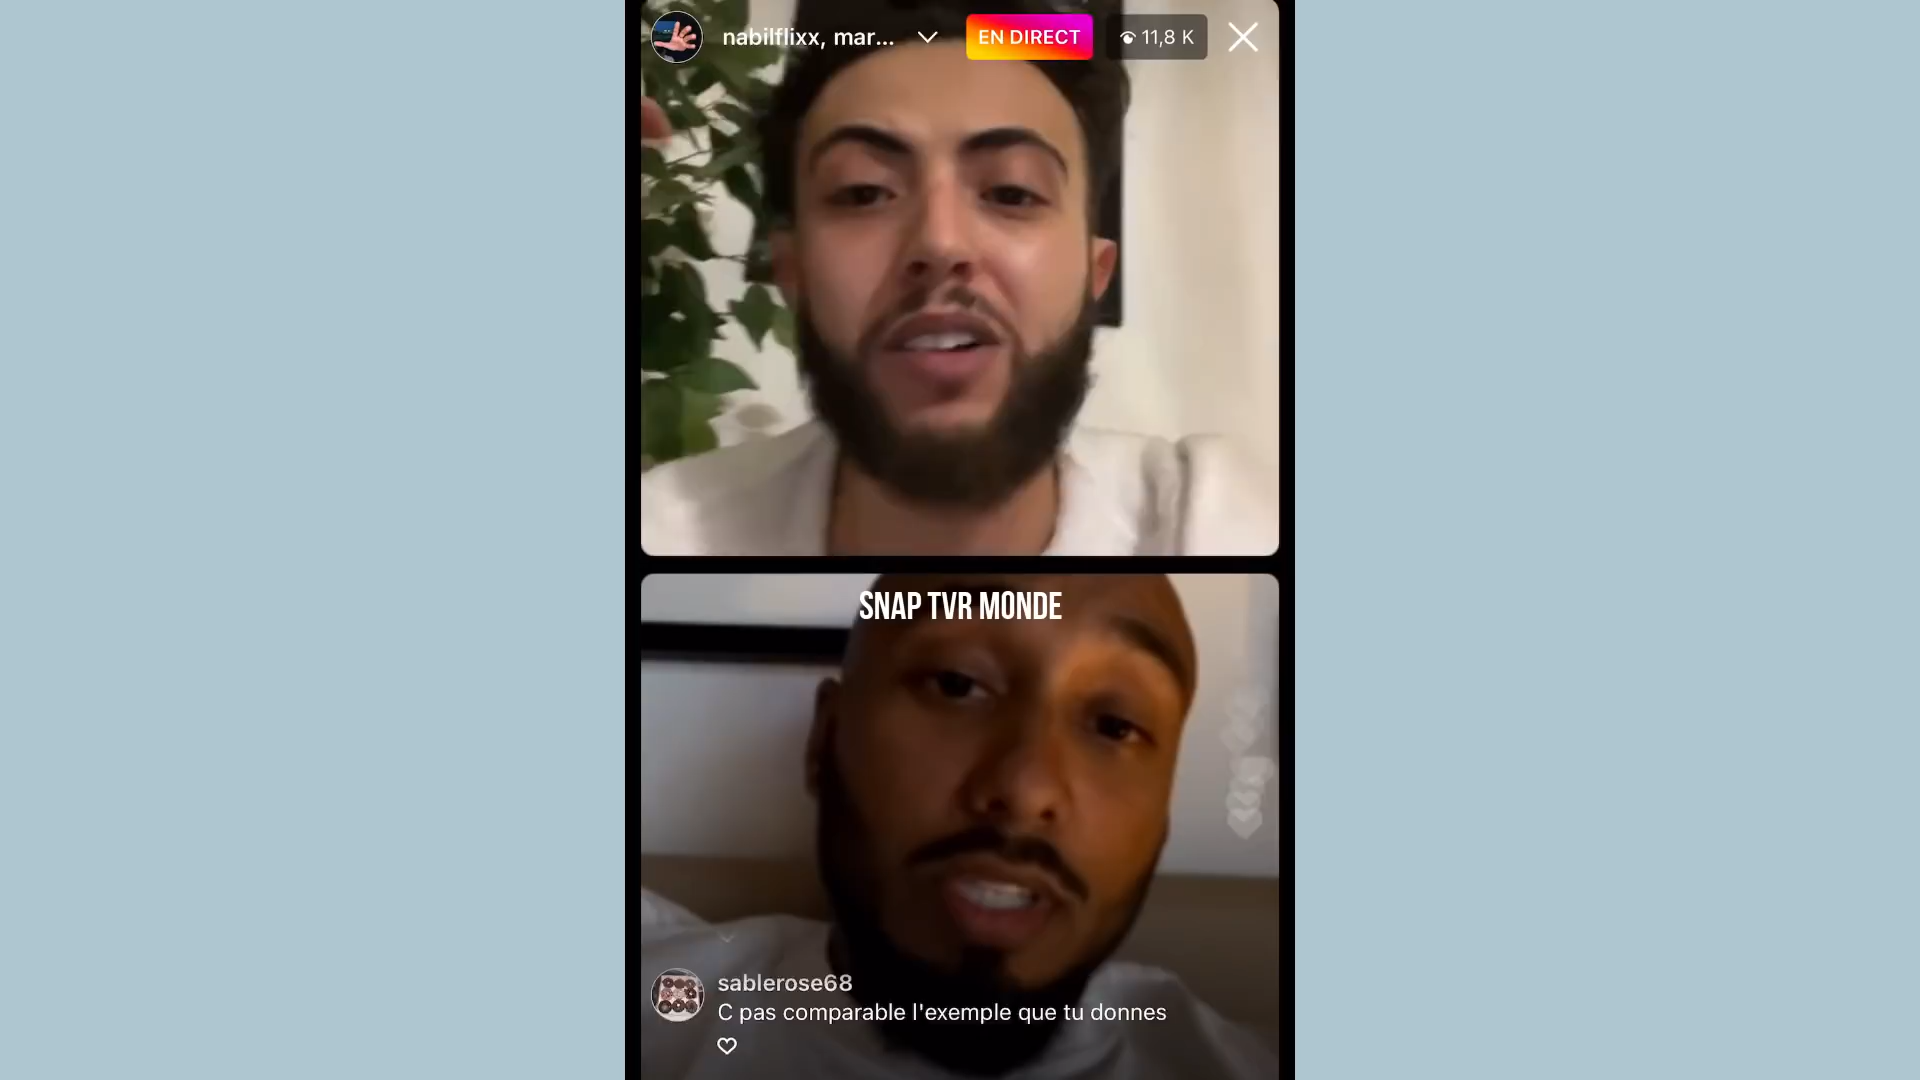 nabilflixx, mar...
EN DIRECT
11,8 K
SNAP TVR MONDE
sablerose68
C pas comparable l'exemple que tu donnes